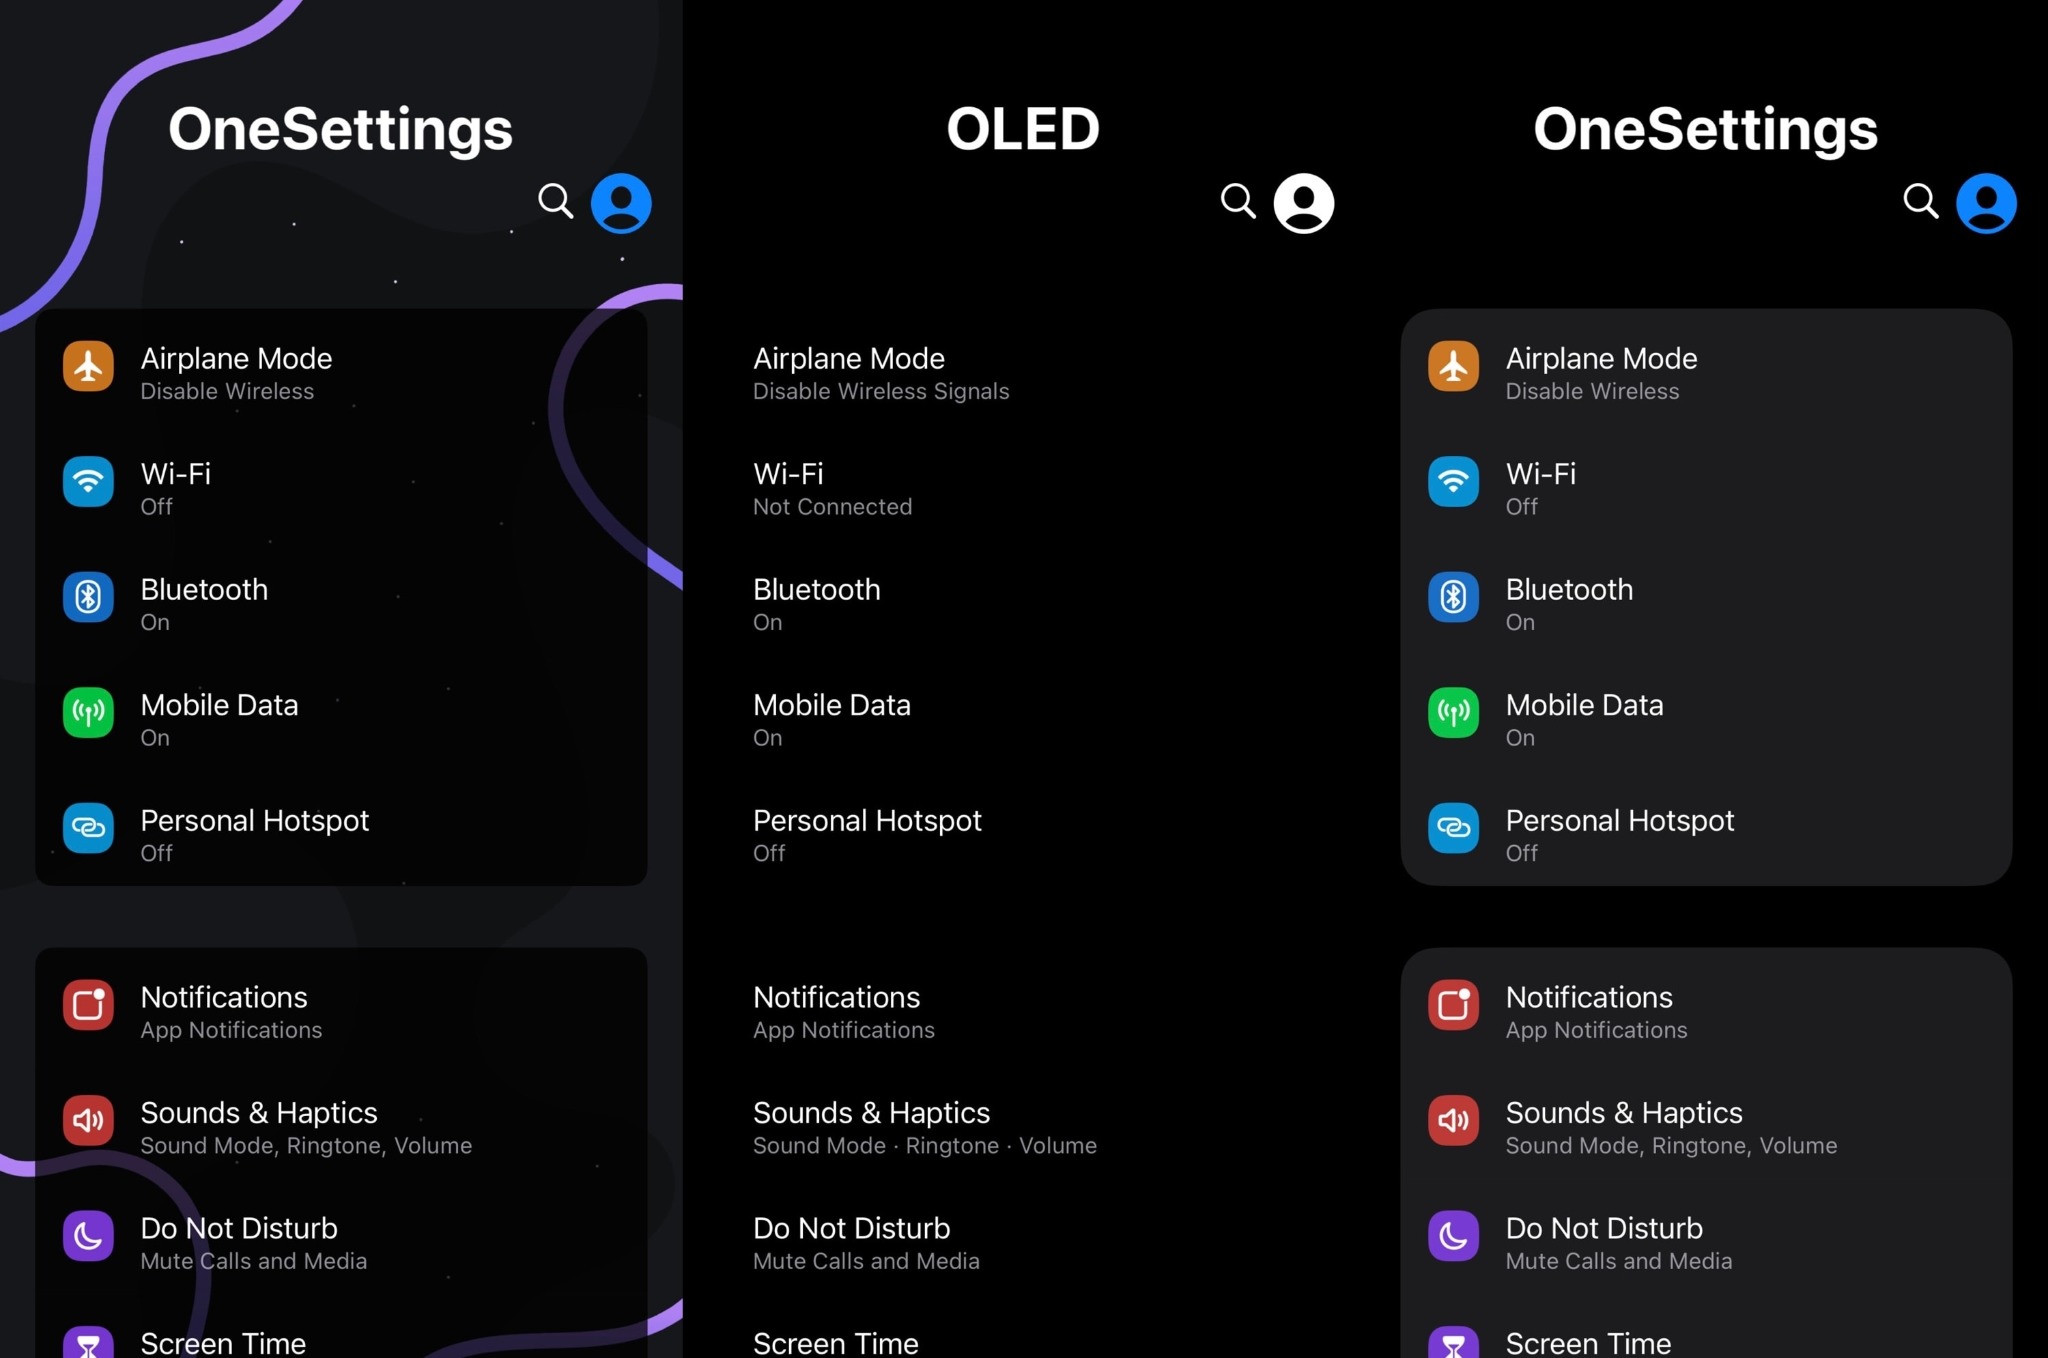 OneSettings
Airplane Mode
Disable Wireless
Wi-Fi
Off
Bluetooth
On
Mobile Data
On
Personal Hotspot
Off
Notifications
App Notifications
Sounds & Haptics
Sound Mode, Ringtone, Volume
Do Not Disturb
Mute Calls and Media
Screen Time
OLED
Airplane Mode
Disable Wireless Signals
Wi-Fi
Not Connected
Bluetooth
On
Mobile Data
On
Personal Hotspot
Off
Notifications
App Notifications
Sounds & Haptics
Sound Mode · Ringtone · Volume
Do Not Disturb
Mute Calls and Media
Screen Time
OneSettings
Airplane Mode
Disable Wireless
Wi-Fi
Off
Bluetooth
On
Mobile Data
On
Personal Hotspot
Off
Notifications
App Notifications
Sounds & Haptics
Sound Mode, Ringtone, Volume
Do Not Disturb
Mute Calls and Media
Screen Time